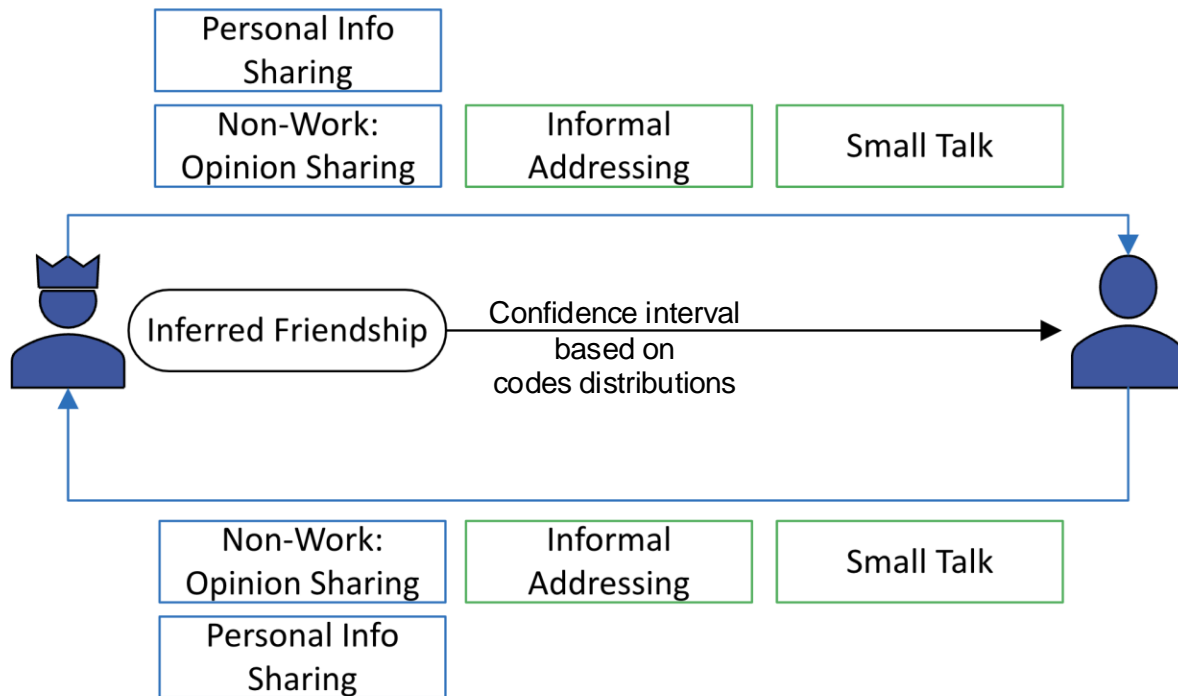 Personal Info
Sharing
Non-Work:
Opinion Sharing
Informal
Addressing
Small Talk
Inferred Friendship
Confidence interval
based on
codes distributions
Non-Work:
Opinion Sharing
Informal
Addressing
Small Talk
Personal Info
Sharing